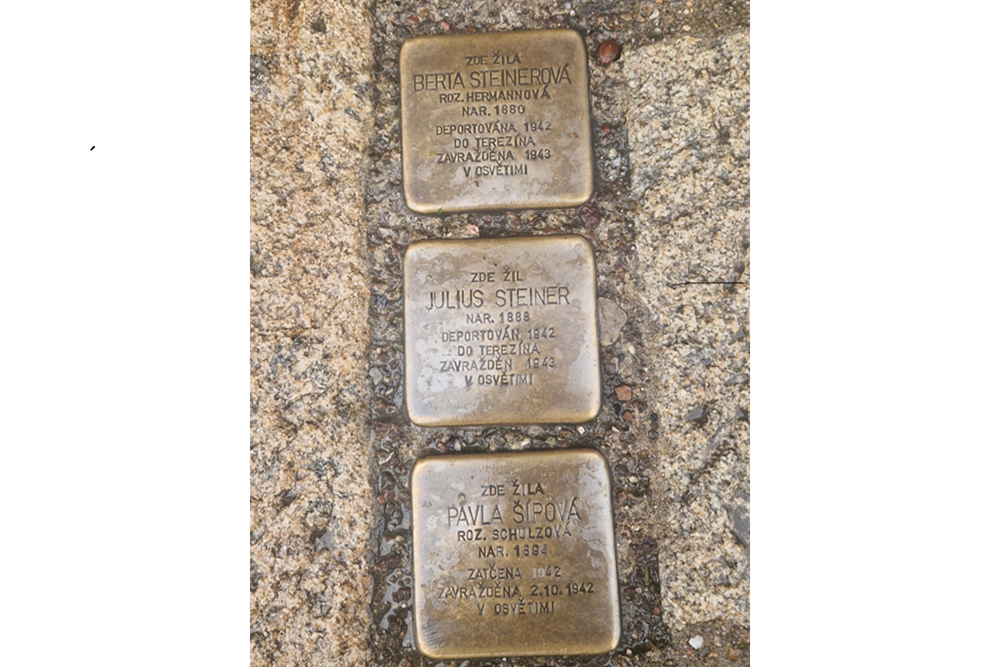 ZDE ŽILA
BERTA STEINEROVÁ
ROZ. HERMANNOVÁ
NAR. 1880
DEPORTOVÁNA 1942
DO TEREZÍNA
ZAVRAŽDĚNA 1943
V OSVĚTIMI
ZDE ŽIL
JULIUS STEINER
NAR. 1888
DEPORTOVÁN 1942
DO TEREZÍNA
ZAVRAŽDĚN 1943
V OSVĚTIMI
ZDE ŽILA
PAVLA ŠÍPOVÁ
ROZ. SCHULZOVÁ
NAR. 1894
ZATČENA 1942
ZAVRAŽDĚNA 2.10.1942
V OSVĚTIMI